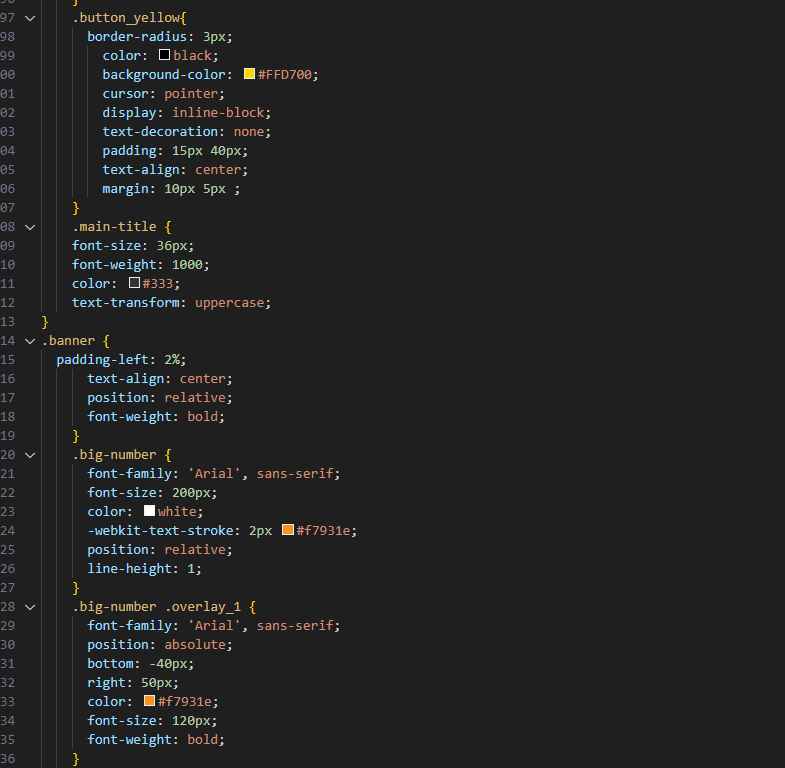 97 .button_yellow{
98 border-radius: 3px;
99 color: black;
00 background-color: #FFD700;
01 cursor: pointer;
02 display: inline-block;
03 text-decoration: none;
04 padding: 15px 40px;
05 text-align: center;
06 margin: 10px 5px ;
07 }
08 .main-title {
09 font-size: 36px;
10 font-weight: 1000;
11 color: #333;
12 text-transform: uppercase;
13 }
14 .banner {
15 padding-left: 2%;
16 text-align: center;
17 position: relative;
18 font-weight: bold;
19 }
20 .big-number {
21 font-family: 'Arial', sans-serif;
22 font-size: 200px;
23 color: white;
24 -webkit-text-stroke: 2px #f7931e;
25 position: relative;
26 line-height: 1;
27 }
28 .big-number .overlay_1 {
29 font-family: 'Arial', sans-serif;
30 position: absolute;
31 bottom: -40px;
32 right: 50px;
33 color: #f7931e;
34 font-size: 120px;
35 font-weight: bold;
36 }